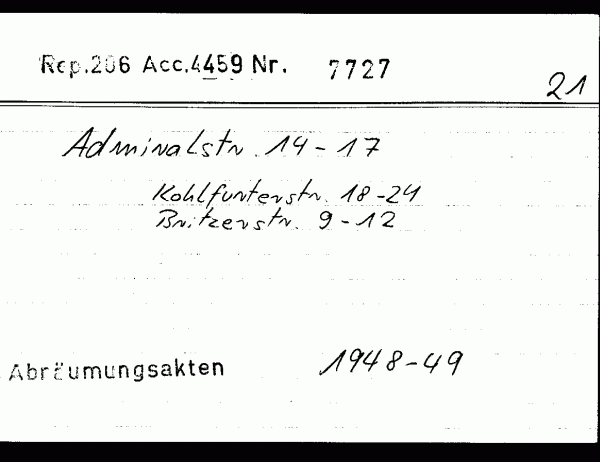 Rep.206 Acc.4459 Nr. 7727
21
Admiralstr. 14-17
Kohlfurterstr. 18-24
Britzerstr. 9-12
Abräumungsakten 1948-49